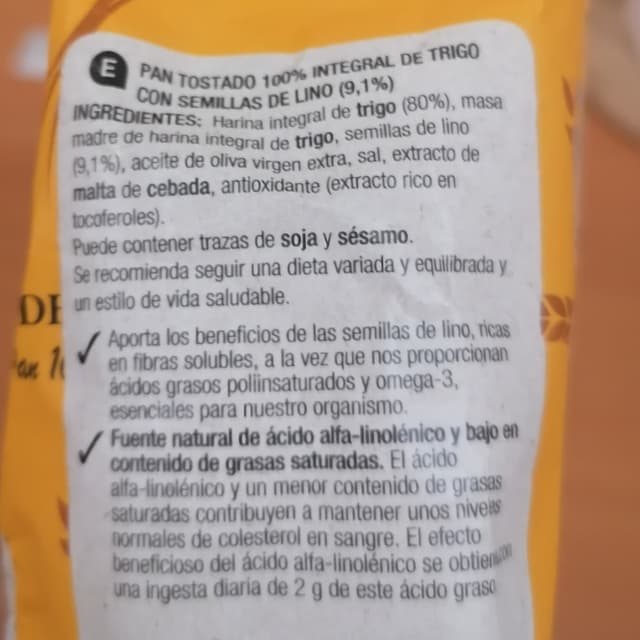 E
PAN TOSTADO 100% INTEGRAL DE TRIGO
CON SEMILLAS DE LINO (9,1%)
INGREDIENTES: Harina integral de trigo (80%), masa
madre de harina integral de trigo, semillas de lino
(9,1%), aceite de oliva virgen extra, sal, extracto de
malta de cebada, antioxidante (extracto rico en
tocoferoles).
Puede contener trazas de soja y sésamo.
Se recomienda seguir una dieta variada y equilibrada y
un estilo de vida saludable.
DE
✓ Aporta los beneficios de las semillas de lino, ricas
en fibras solubles, a la vez que nos proporcionan
ácidos grasos poliinsaturados y omega-3,
esenciales para nuestro organismo.
✓ Fuente natural de ácido alfa-linolénico y bajo en
contenido de grasas saturadas. El ácido
alfa-linolénico y un menor contenido de grasas
saturadas contribuyen a mantener unos niveles
normales de colesterol en sangre. El efecto
beneficioso del ácido alfa-linolénico se obtiene con
una ingesta diaria de 2 g de este ácido graso